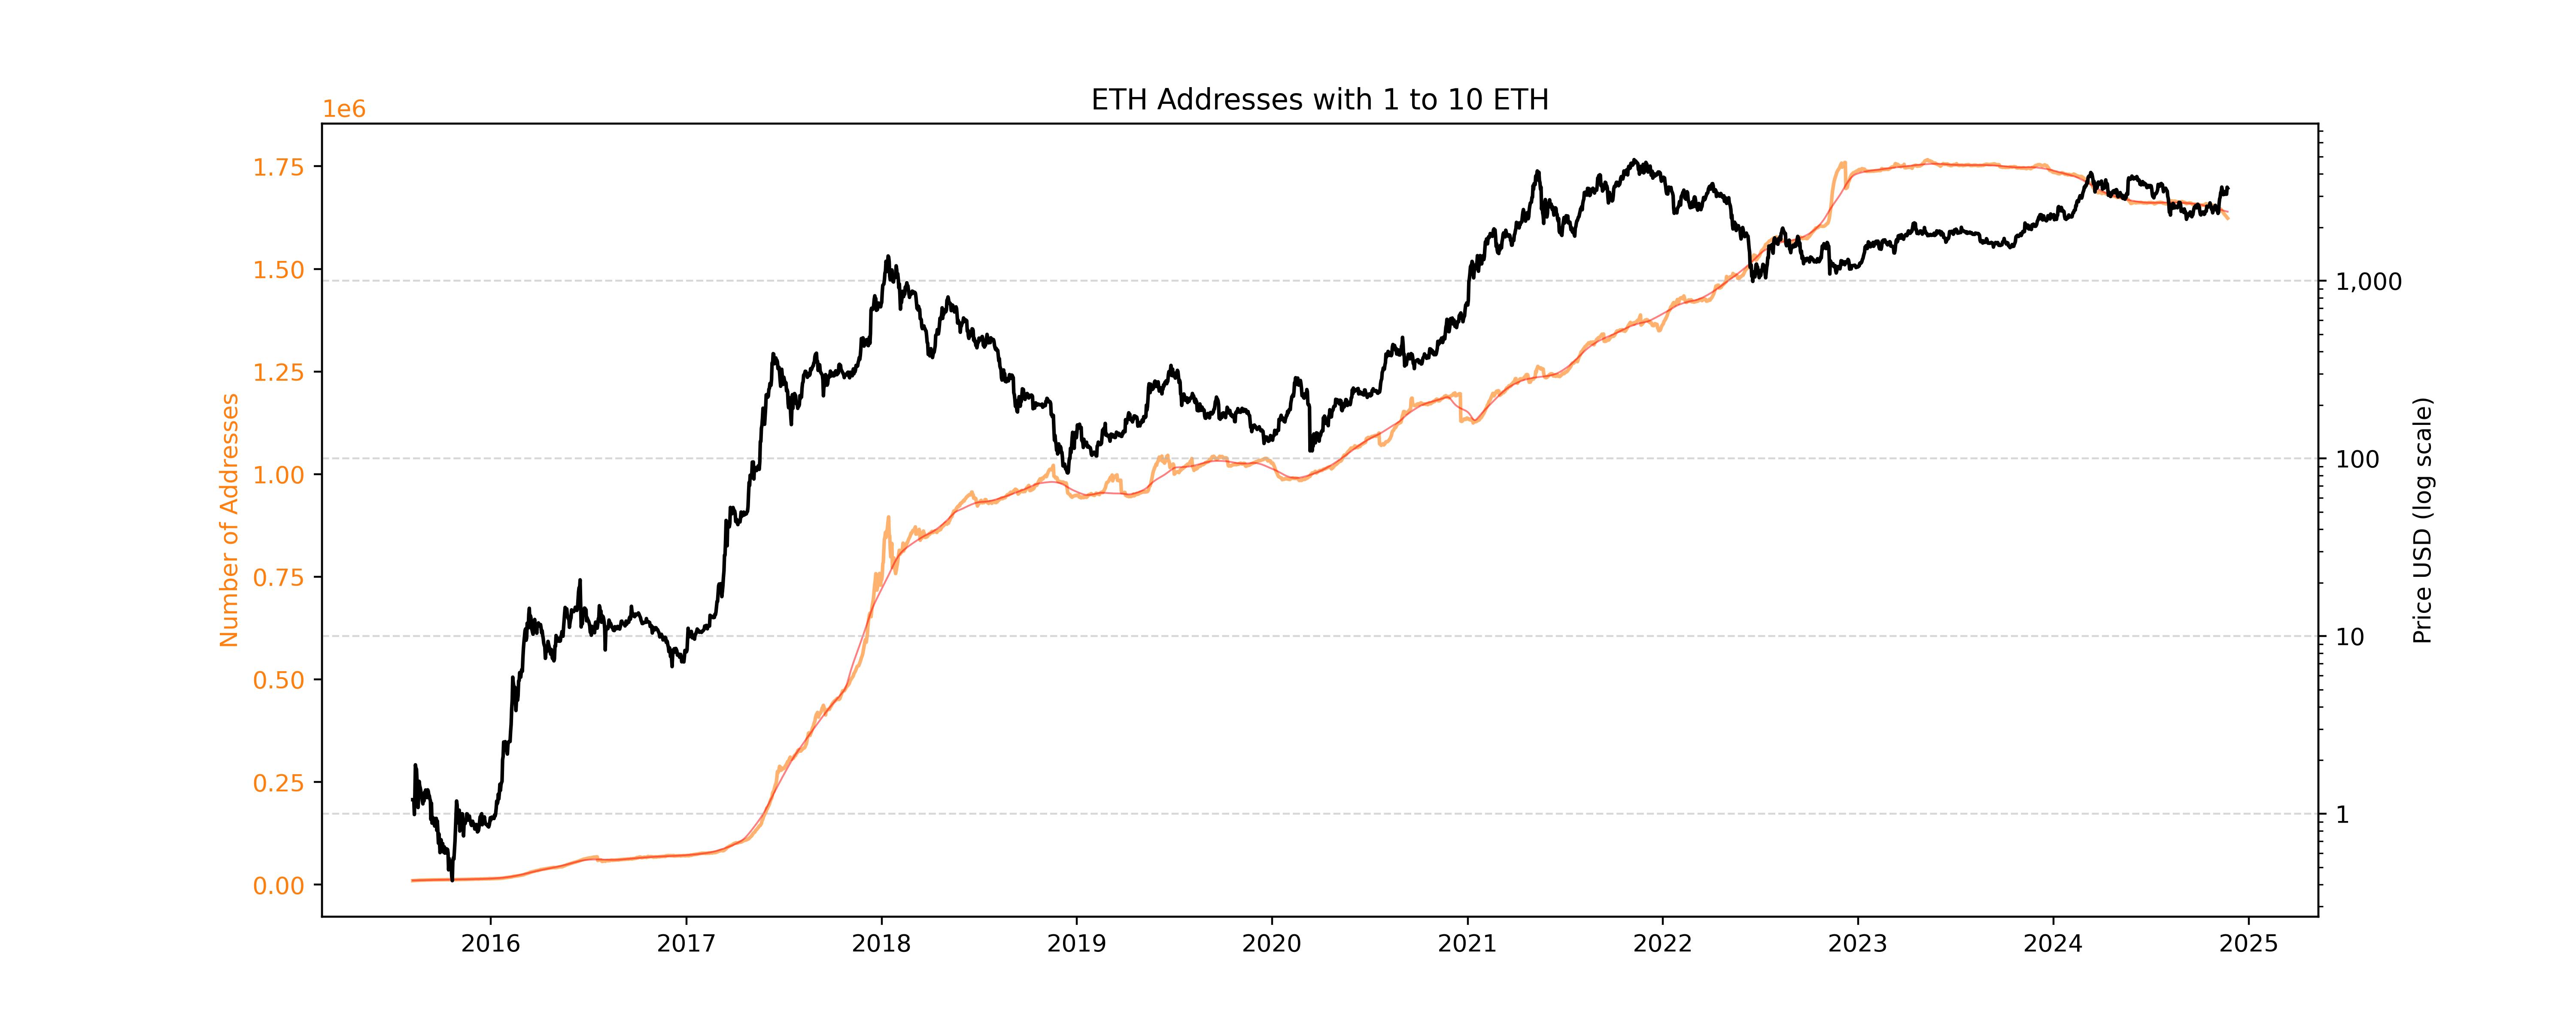 ETH Addresses with 1 to 10 ETH
1e6
1.75
1.50
1.25
1.00
0.75
0.50
0.25
0.00
Number of Addresses
1,000
100
10
1
Price USD (log scale)
2016 2017 2018 2019 2020 2021 2022 2023 2024 2025